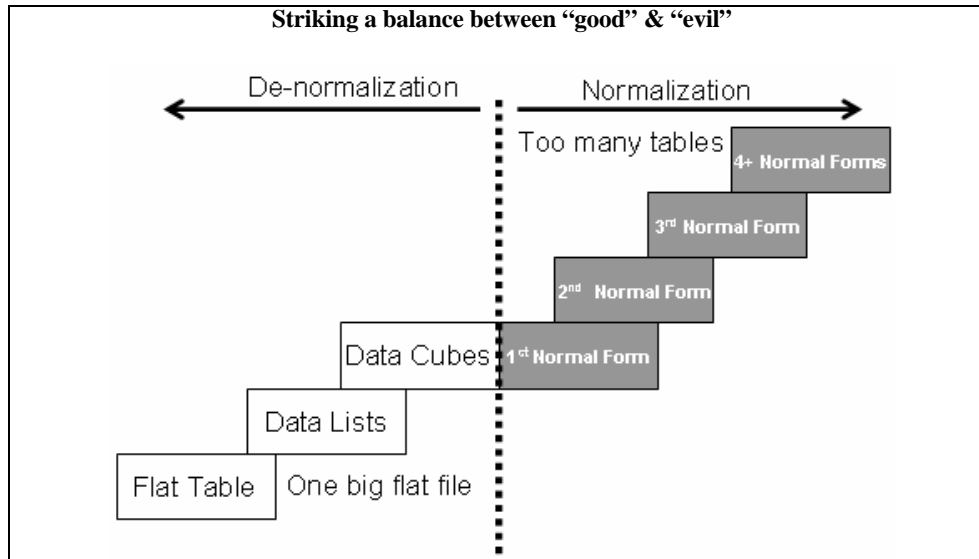 Striking a balance between “good” & “evil”
De-normalization
Normalization
Too many tables
4+ Normal Forms
3rd Normal Form
2nd Normal Form
Data Cubes
1st Normal Form
Data Lists
Flat Table
One big flat file